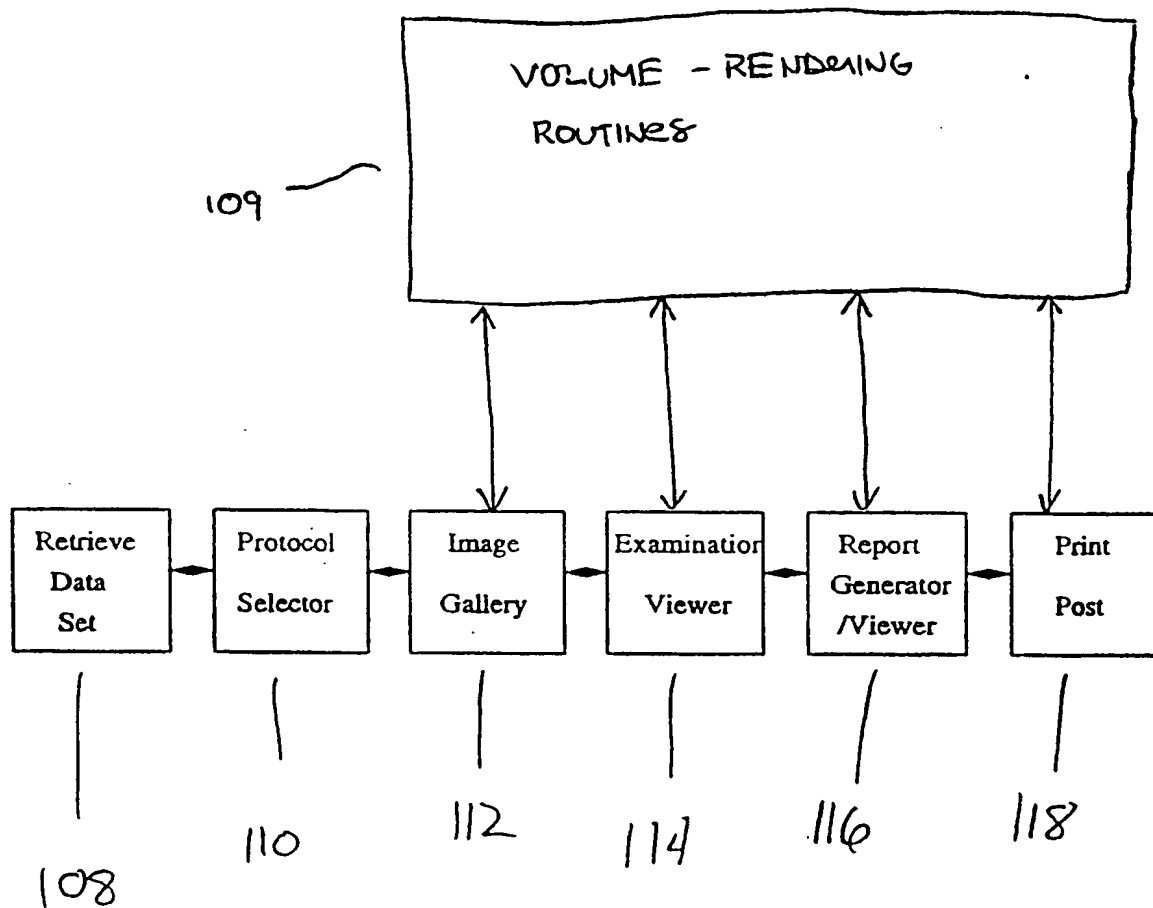 VOLUME - RENDERING
ROUTINES
109
Retrieve
Data
Set
Protocol
Selector
Image
Gallery
Examination
Viewer
Report
Generator
/Viewer
Print
Post
108
110
112
114
116
118